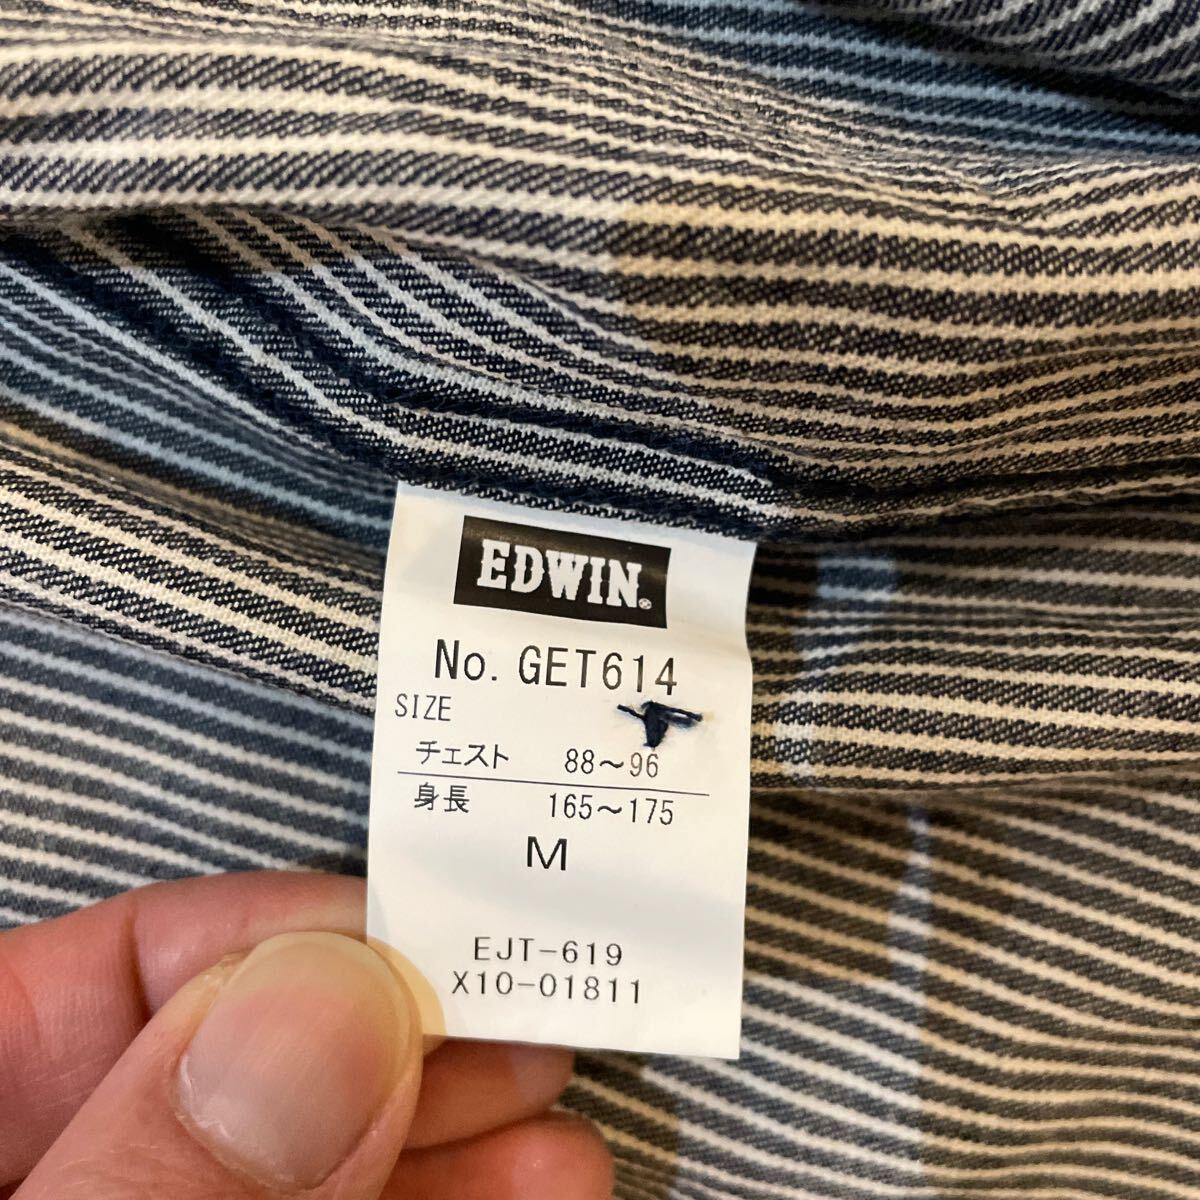 EDWIN®
No. GET614
SIZE
チェスト 88〜96
身長 165〜175
M
EJT-619
X10-01811